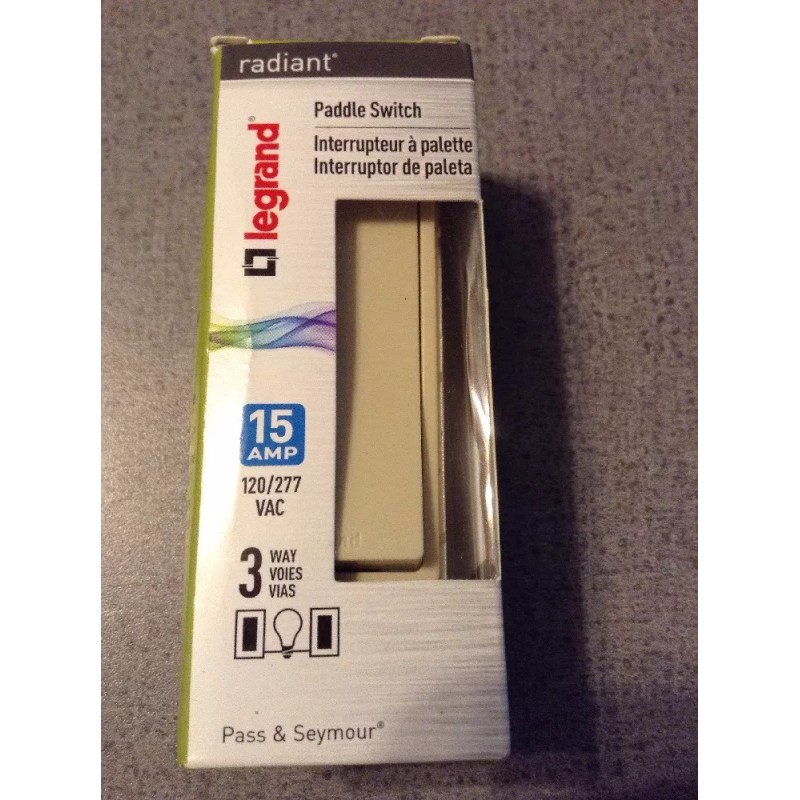 radiant®
legrand®
Paddle Switch
Interrupteur à palette
Interruptor de paleta
15
AMP
120/277
VAC
3 WAY
VOIES
VIAS
Pass & Seymour®